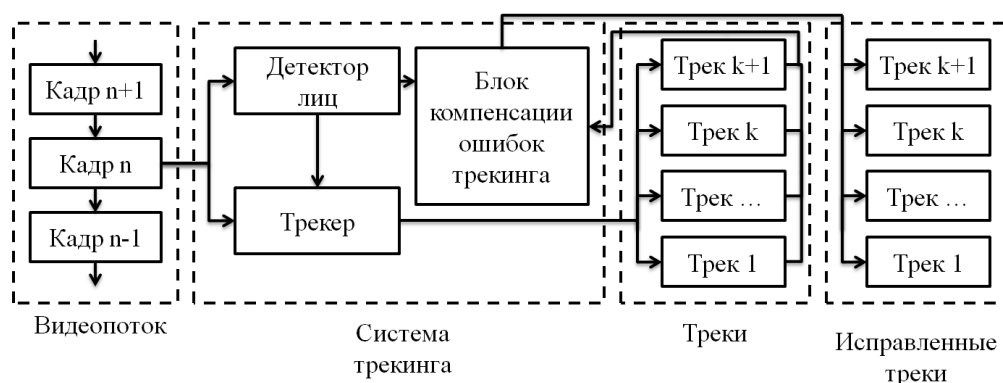 Кадр n+1
Кадр n
Кадр n-1
Видеопоток
Детектор
лиц
Трекер
Блок
компенсации
ошибок
трекинга
Система
трекинга
Трек k+1
Трек k
Трек ...
Трек 1
Треки
Трек k+1
Трек k
Трек ...
Трек 1
Исправленные
треки